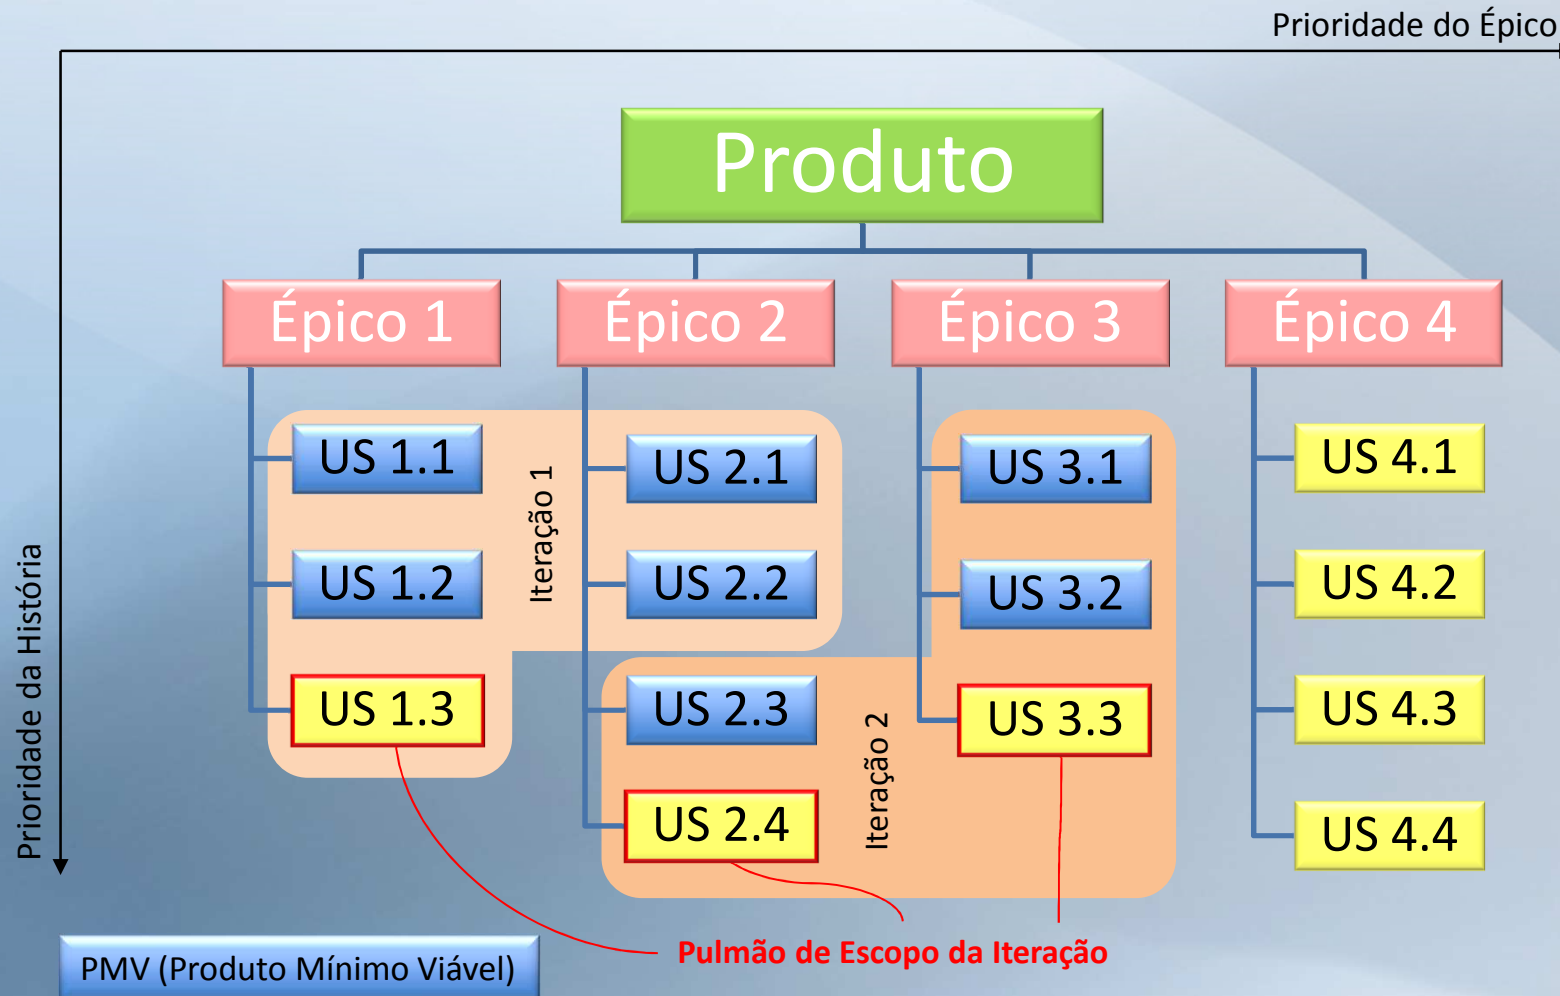 Prioridade do Épico
Produto
Épico 1
Épico 2
Épico 3
Épico 4
US 1.1
US 2.1
US 3.1
US 4.1
Iteração 1
US 1.2
US 2.2
US 3.2
US 4.2
Prioridade da História
US 1.3
US 2.3
US 3.3
US 4.3
Iteração 2
US 2.4
US 4.4
Pulmão de Escopo da Iteração
PMV (Produto Mínimo Viável)